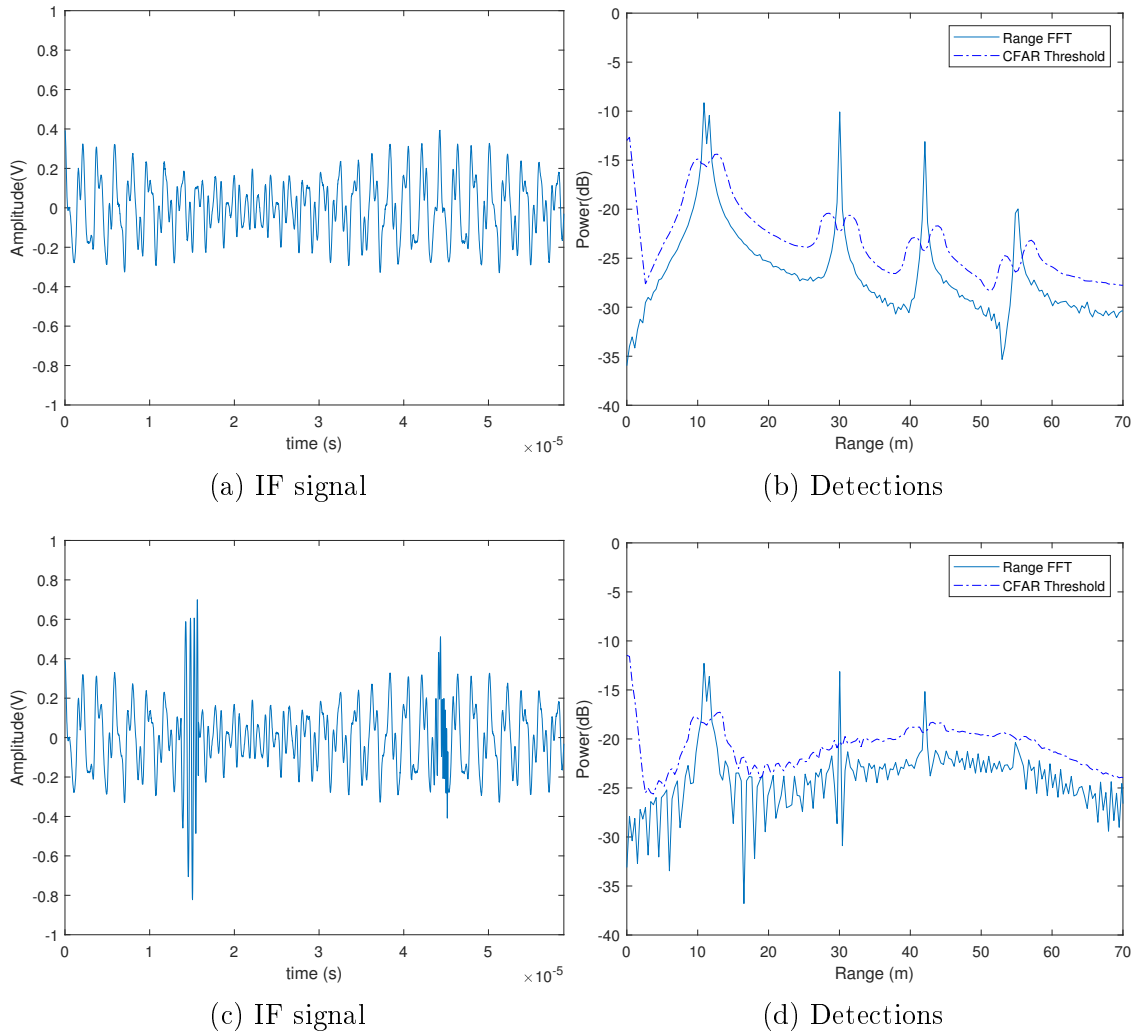 1
0.8
0.6
0.4
0.2
0
-0.2
-0.4
-0.6
-0.8
-1
Amplitude(V)
0 1 2 3 4 5
time (s)
×10-5
(a) IF signal
0
-5
-10
-15
-20
-25
-30
-35
-40
Power(dB)
Range FFT
CFAR Threshold
0 10 20 30 40 50 60 70
Range (m)
(b) Detections
1
0.8
0.6
0.4
0.2
0
-0.2
-0.4
-0.6
-0.8
-1
Amplitude(V)
0 1 2 3 4 5
time (s)
×10-5
(c) IF signal
0
-5
-10
-15
-20
-25
-30
-35
-40
Power(dB)
Range FFT
CFAR Threshold
0 10 20 30 40 50 60 70
Range (m)
(d) Detections